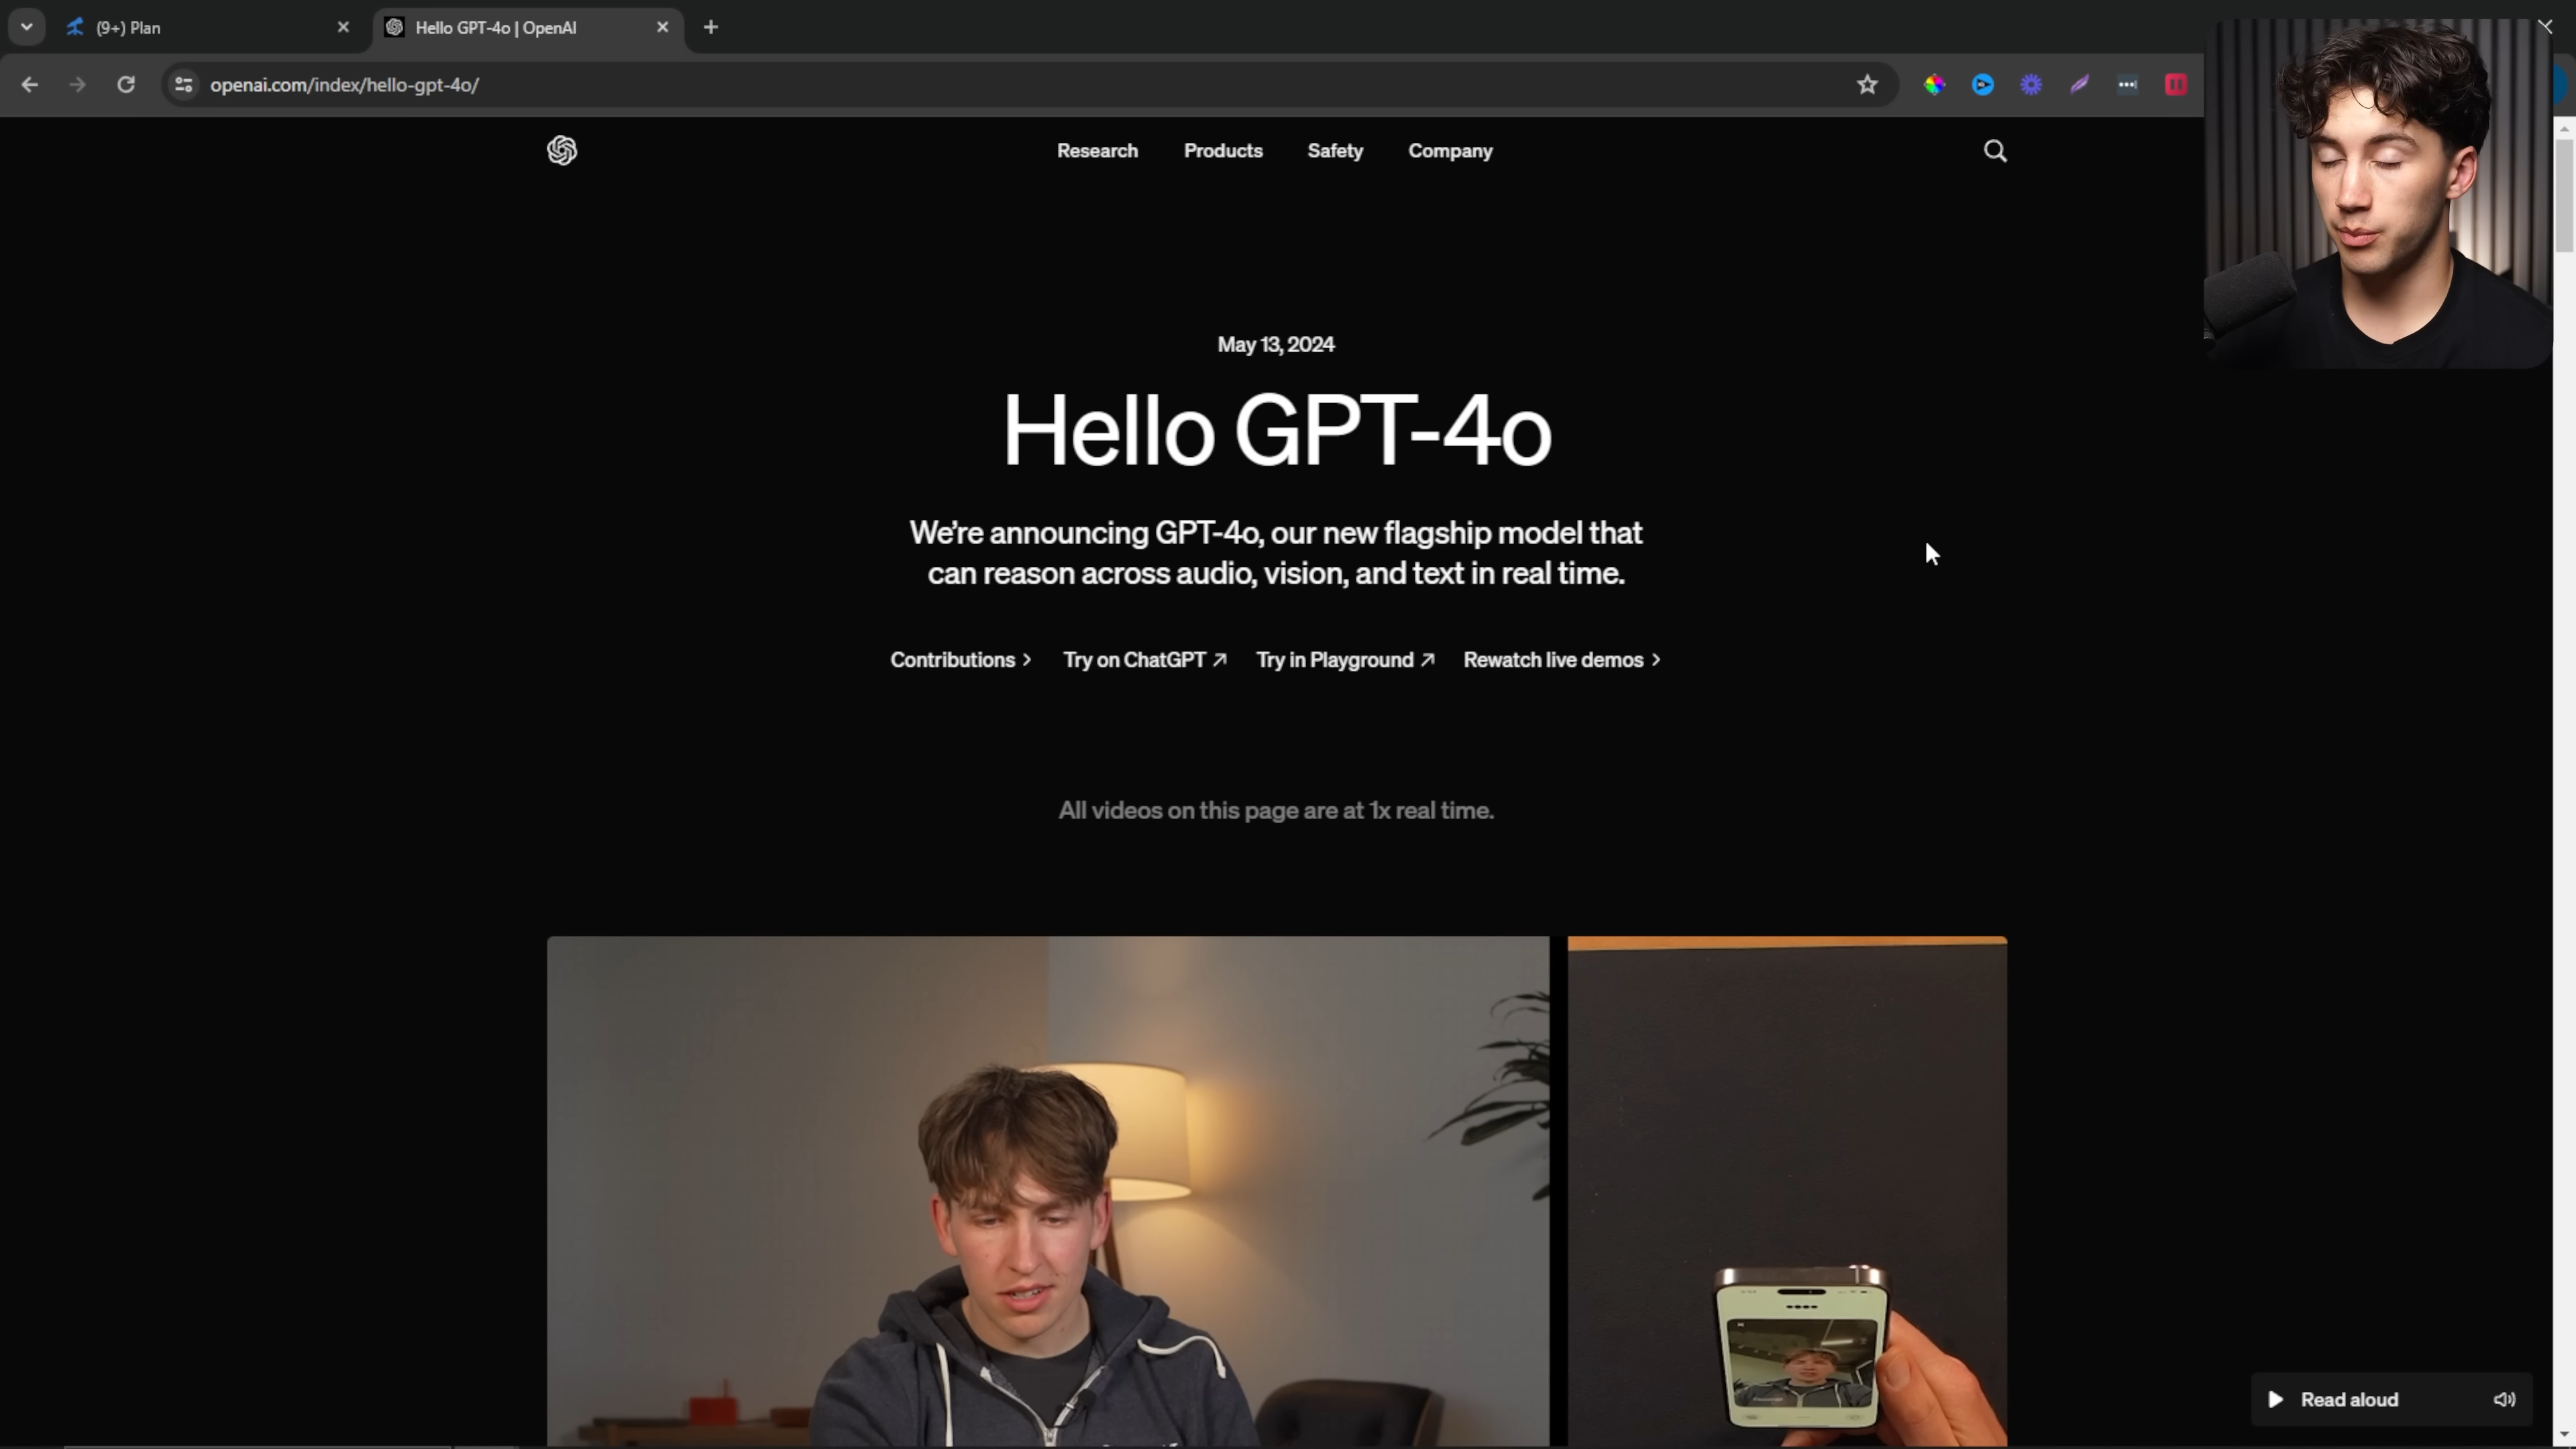 (9+) Plan
Hello GPT-4o | OpenAI
openai.com/index/hello-gpt-4o/
Research Products Safety Company
May 13, 2024
Hello GPT-4o
We’re announcing GPT-4o, our new flagship model that
can reason across audio, vision, and text in real time.
Contributions Try on ChatGPT Try in Playground Rewatch live demos
All videos on this page are at 1x real time.
Read aloud